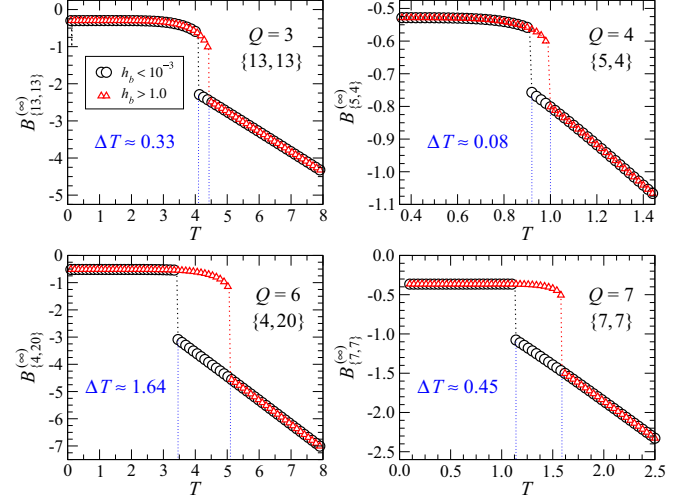 0
-1
-2
-3
-4
-5
B^{(∞)}_{{13,13}}
Q = 3
{13,13}
h_b < 10^{-3}
h_b > 1.0
ΔT ≈ 0.33
0 1 2 3 4 5 6 7 8
T
-0.5
-0.6
-0.7
-0.8
-0.9
-1.0
-1.1
B^{(∞)}_{{5,4}}
Q = 4
{5,4}
ΔT ≈ 0.08
0.4 0.6 0.8 1.0 1.2 1.4
T
0
-1
-2
-3
-4
-5
-6
-7
B^{(∞)}_{{4,20}}
Q = 6
{4,20}
ΔT ≈ 1.64
0 1 2 3 4 5 6 7 8
T
0.0
-0.5
-1.0
-1.5
-2.0
-2.5
B^{(∞)}_{{7,7}}
Q = 7
{7,7}
ΔT ≈ 0.45
0.0 0.5 1.0 1.5 2.0 2.5
T